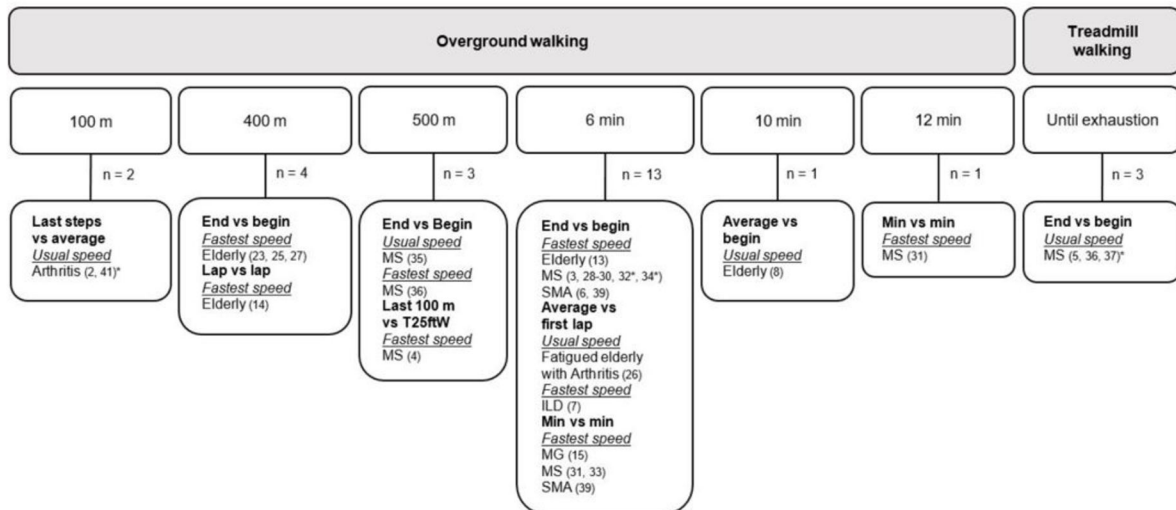 Overground walking
Treadmill
walking
100 m
400 m
500 m
6 min
10 min
12 min
Until exhaustion
n = 2
n = 4
n = 3
n = 13
n = 1
n = 1
n = 3
Last steps
vs average
Usual speed
Arthritis (2, 41)*
End vs begin
Fastest speed
Elderly (23, 25, 27)
Lap vs lap
Fastest speed
Elderly (14)
End vs Begin
Usual speed
MS (35)
Fastest speed
MS (36)
Last 100 m
vs T25ftW
Fastest speed
MS (4)
End vs begin
Fastest speed
Elderly (13)
MS (3, 28-30, 32*, 34*)
SMA (6, 39)
Average vs
first lap
Usual speed
Fatigued elderly
with Arthritis (26)
Fastest speed
ILD (7)
Min vs min
Fastest speed
MG (15)
MS (31, 33)
SMA (39)
Average vs
begin
Usual speed
Elderly (8)
Min vs min
Fastest speed
MS (31)
End vs begin
Usual speed
MS (5, 36, 37)*